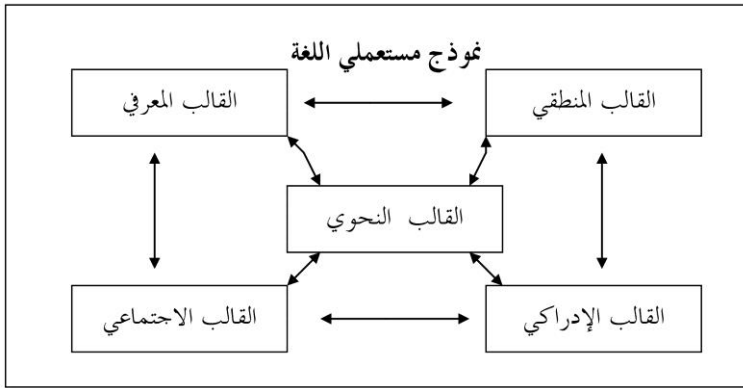 نموذج مستعملي اللغة
القالب المنطقي
القالب المعرفي
القالب النحوي
القالب الإدراكي
القالب الاجتماعي